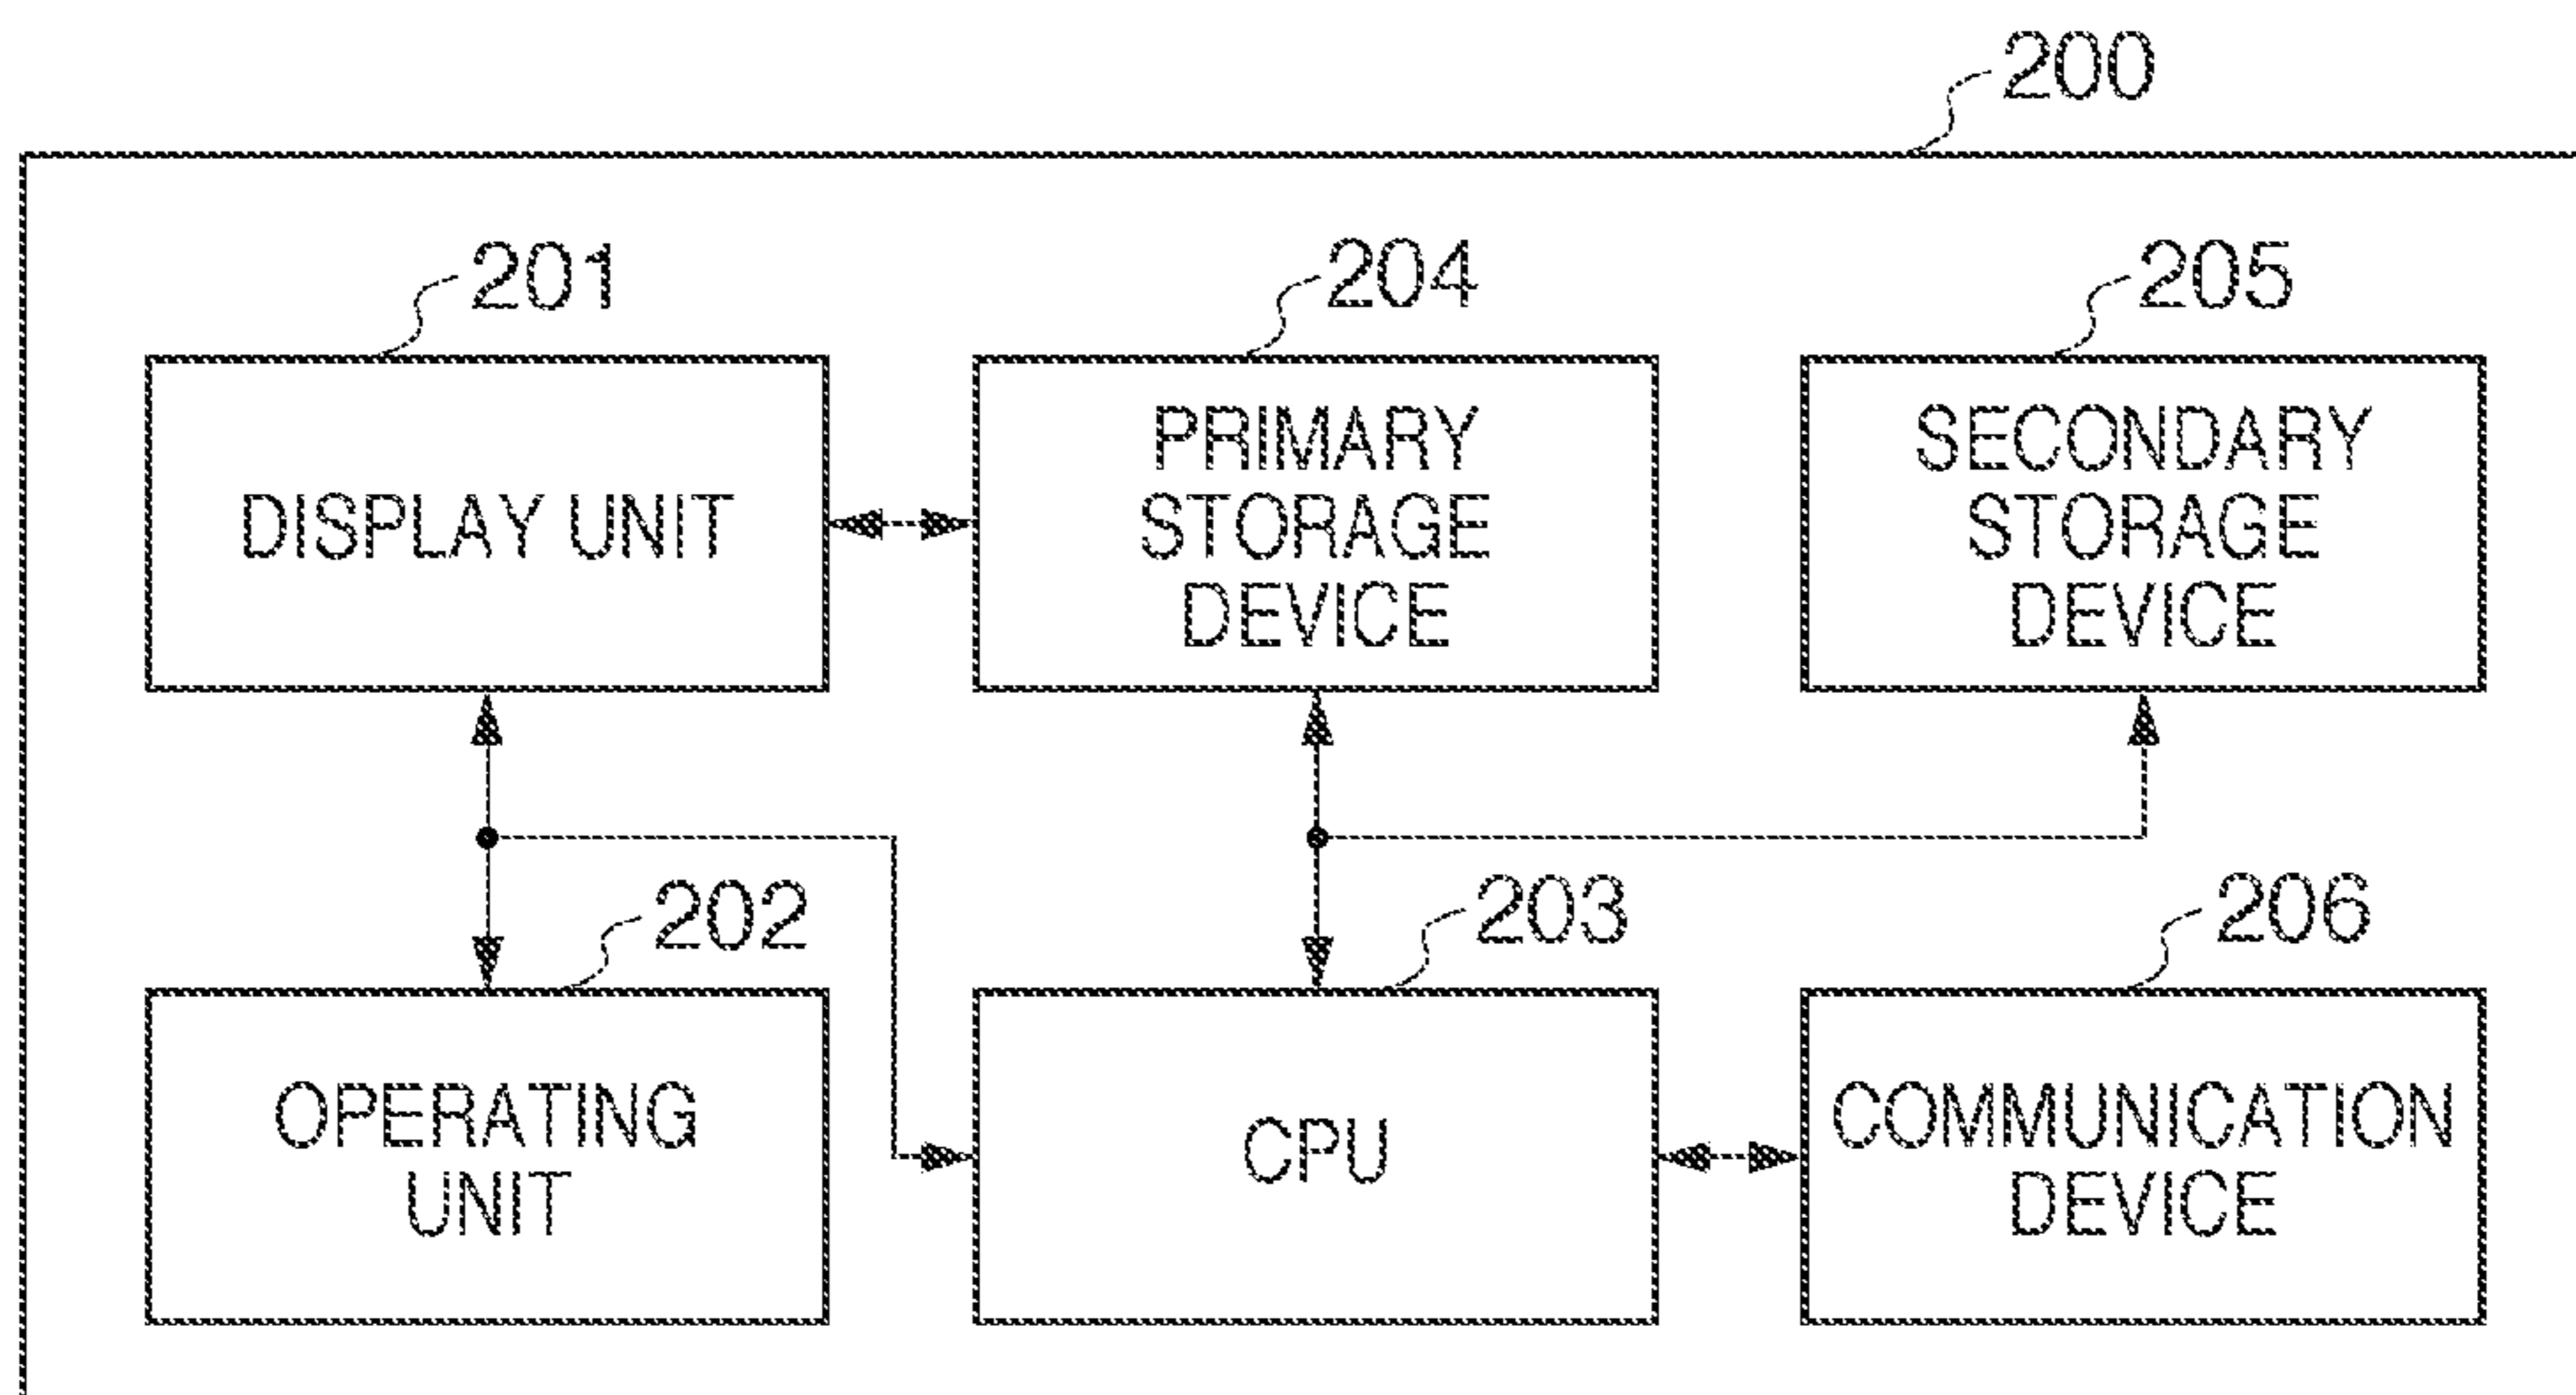 200
201
204
205
DISPLAY UNIT
PRIMARY
STORAGE
DEVICE
SECONDARY
STORAGE
DEVICE
202
203
206
OPERATING
UNIT
CPU
COMMUNICATION
DEVICE